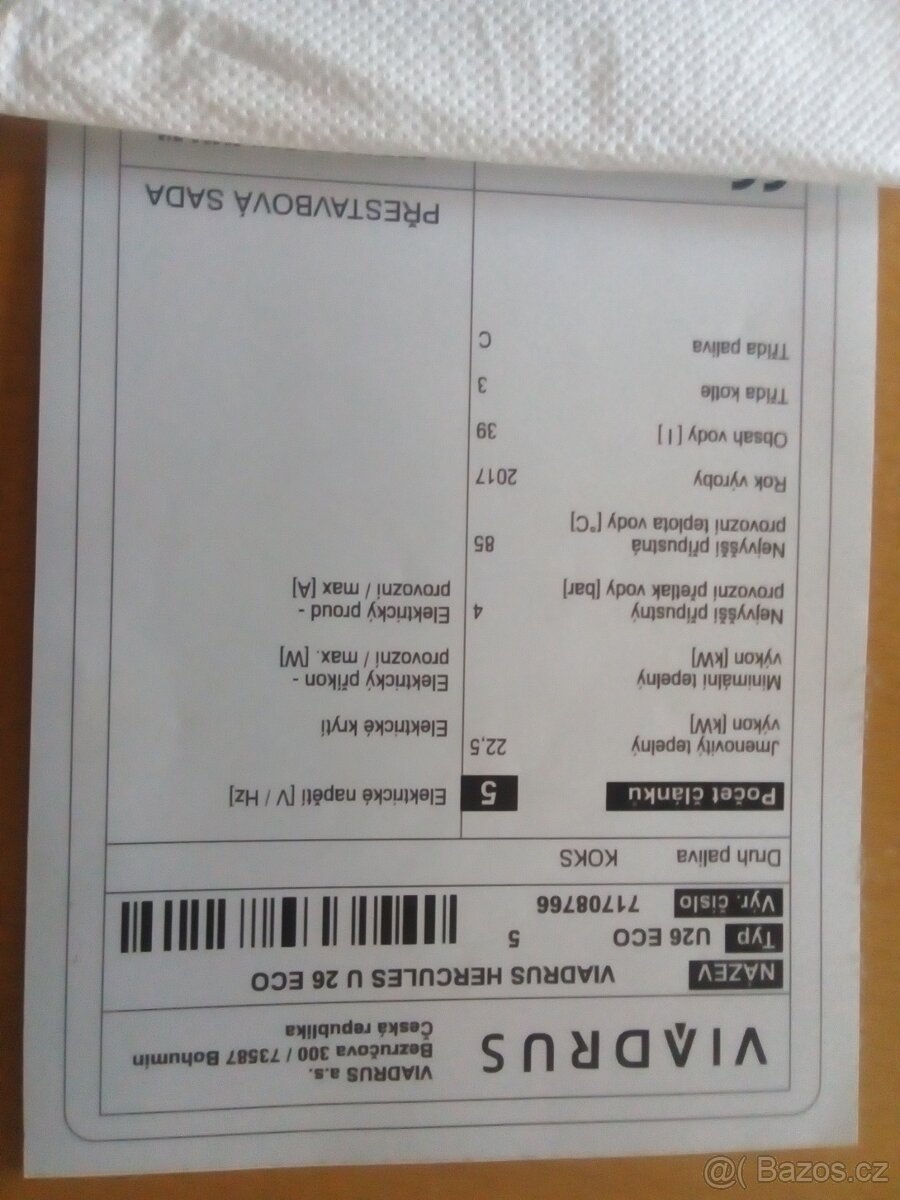 VIADRUS
VIADRUS a.s.
Bezručova 300 / 73587 Bohumín
Česká republika
NÁZEV VIADRUS HERCULES U 26 ECO
Typ U26 ECO 5
Výr. číslo 71708766
Druh paliva KOKS
Počet článků 5
Jmenovitý tepelný
výkon [kW] 22,5
Minimální tepelný
výkon [kW]
Nejvyšší přípustný
provozní přetlak vody [bar] 4
Nejvyšší přípustná
provozní teplota vody [°C] 85
Rok výroby 2017
Obsah vody [ l ] 39
Třída kotle 3
Třída paliva C
Elektrické napětí [V / Hz]
Elektrické krytí
Elektrický příkon -
provozní / max. [W]
Elektrický proud -
provozní / max [A]
PŘESTAVBOVÁ SADA
@( Bazos.cz